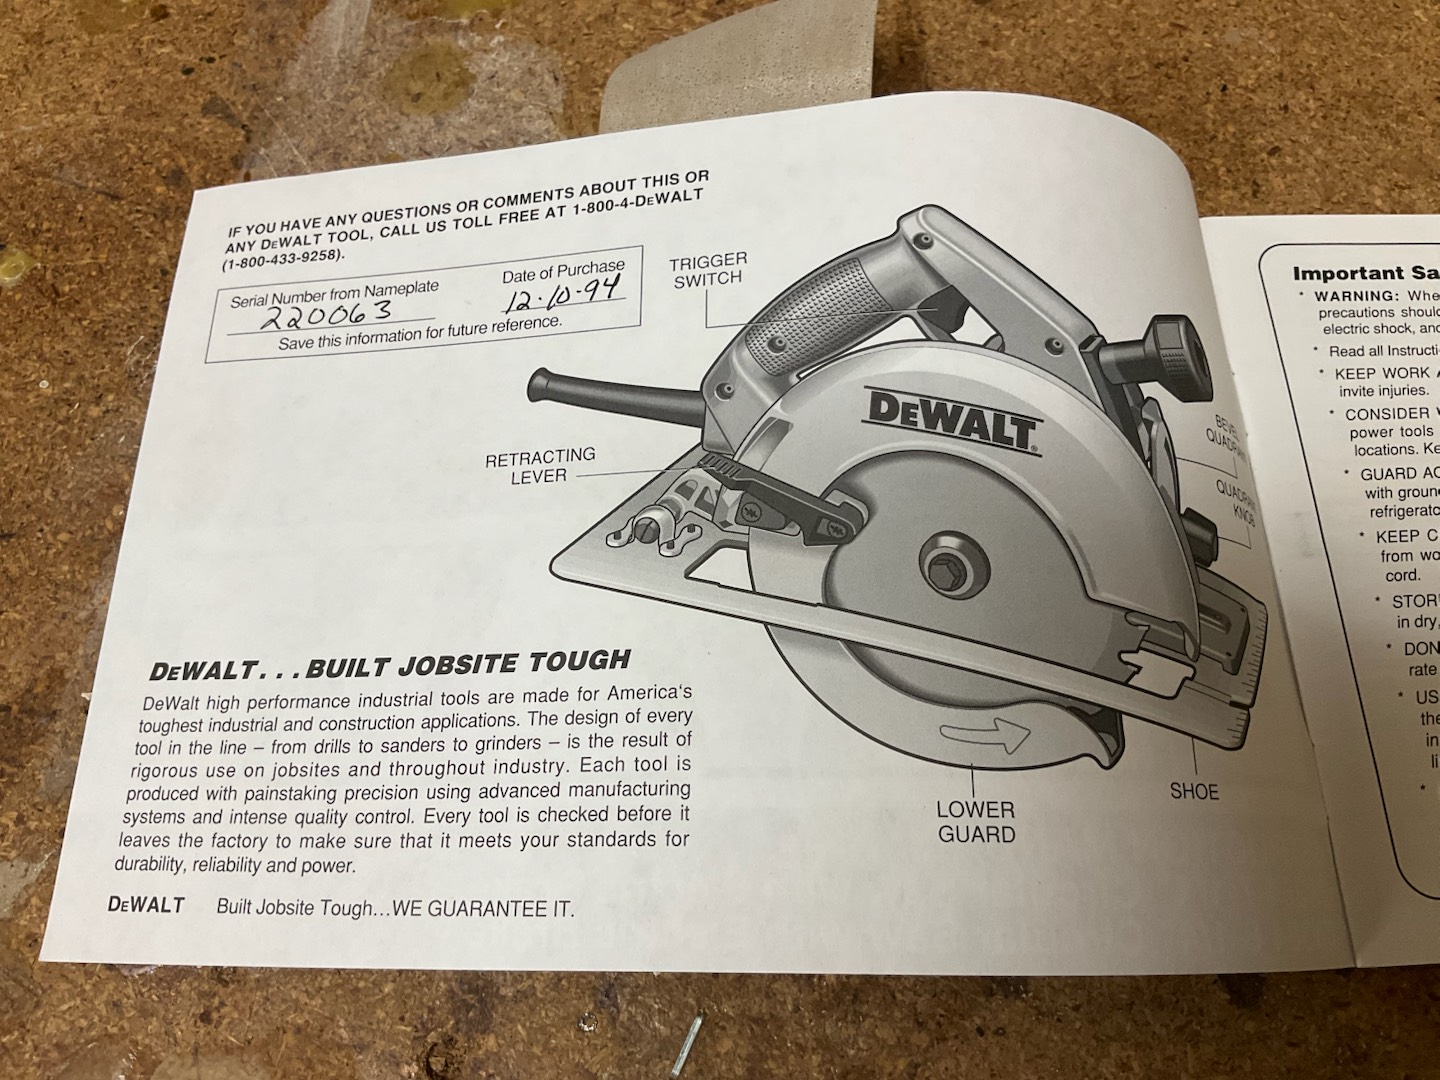 IF YOU HAVE ANY QUESTIONS OR COMMENTS ABOUT THIS OR
ANY DEWALT TOOL, CALL US TOLL FREE AT 1-800-4-DEWALT
(1-800-433-9258).
Serial Number from Nameplate
220063
Date of Purchase
12·10·94
Save this information for future reference.
TRIGGER
SWITCH
DEWALT®
RETRACTING
LEVER
BEVEL
QUADRANT
QUADRANT
KNOB
SHOE
LOWER
GUARD
DEWALT...BUILT JOBSITE TOUGH
DeWalt high performance industrial tools are made for America's
toughest industrial and construction applications. The design of every
tool in the line – from drills to sanders to grinders – is the result of
rigorous use on jobsites and throughout industry. Each tool is
produced with painstaking precision using advanced manufacturing
systems and intense quality control. Every tool is checked before it
leaves the factory to make sure that it meets your standards for
durability, reliability and power.
DEWALT Built Jobsite Tough...WE GUARANTEE IT.
Important
* WARNING:
precautions
electric shock,
* Read all
* KEEP WORK
invite injuries.
* CONSIDER
power tools
locations.
* GUARD
with
* KEEP
from
cord.
*
in dry,
*
rate
*
in
*